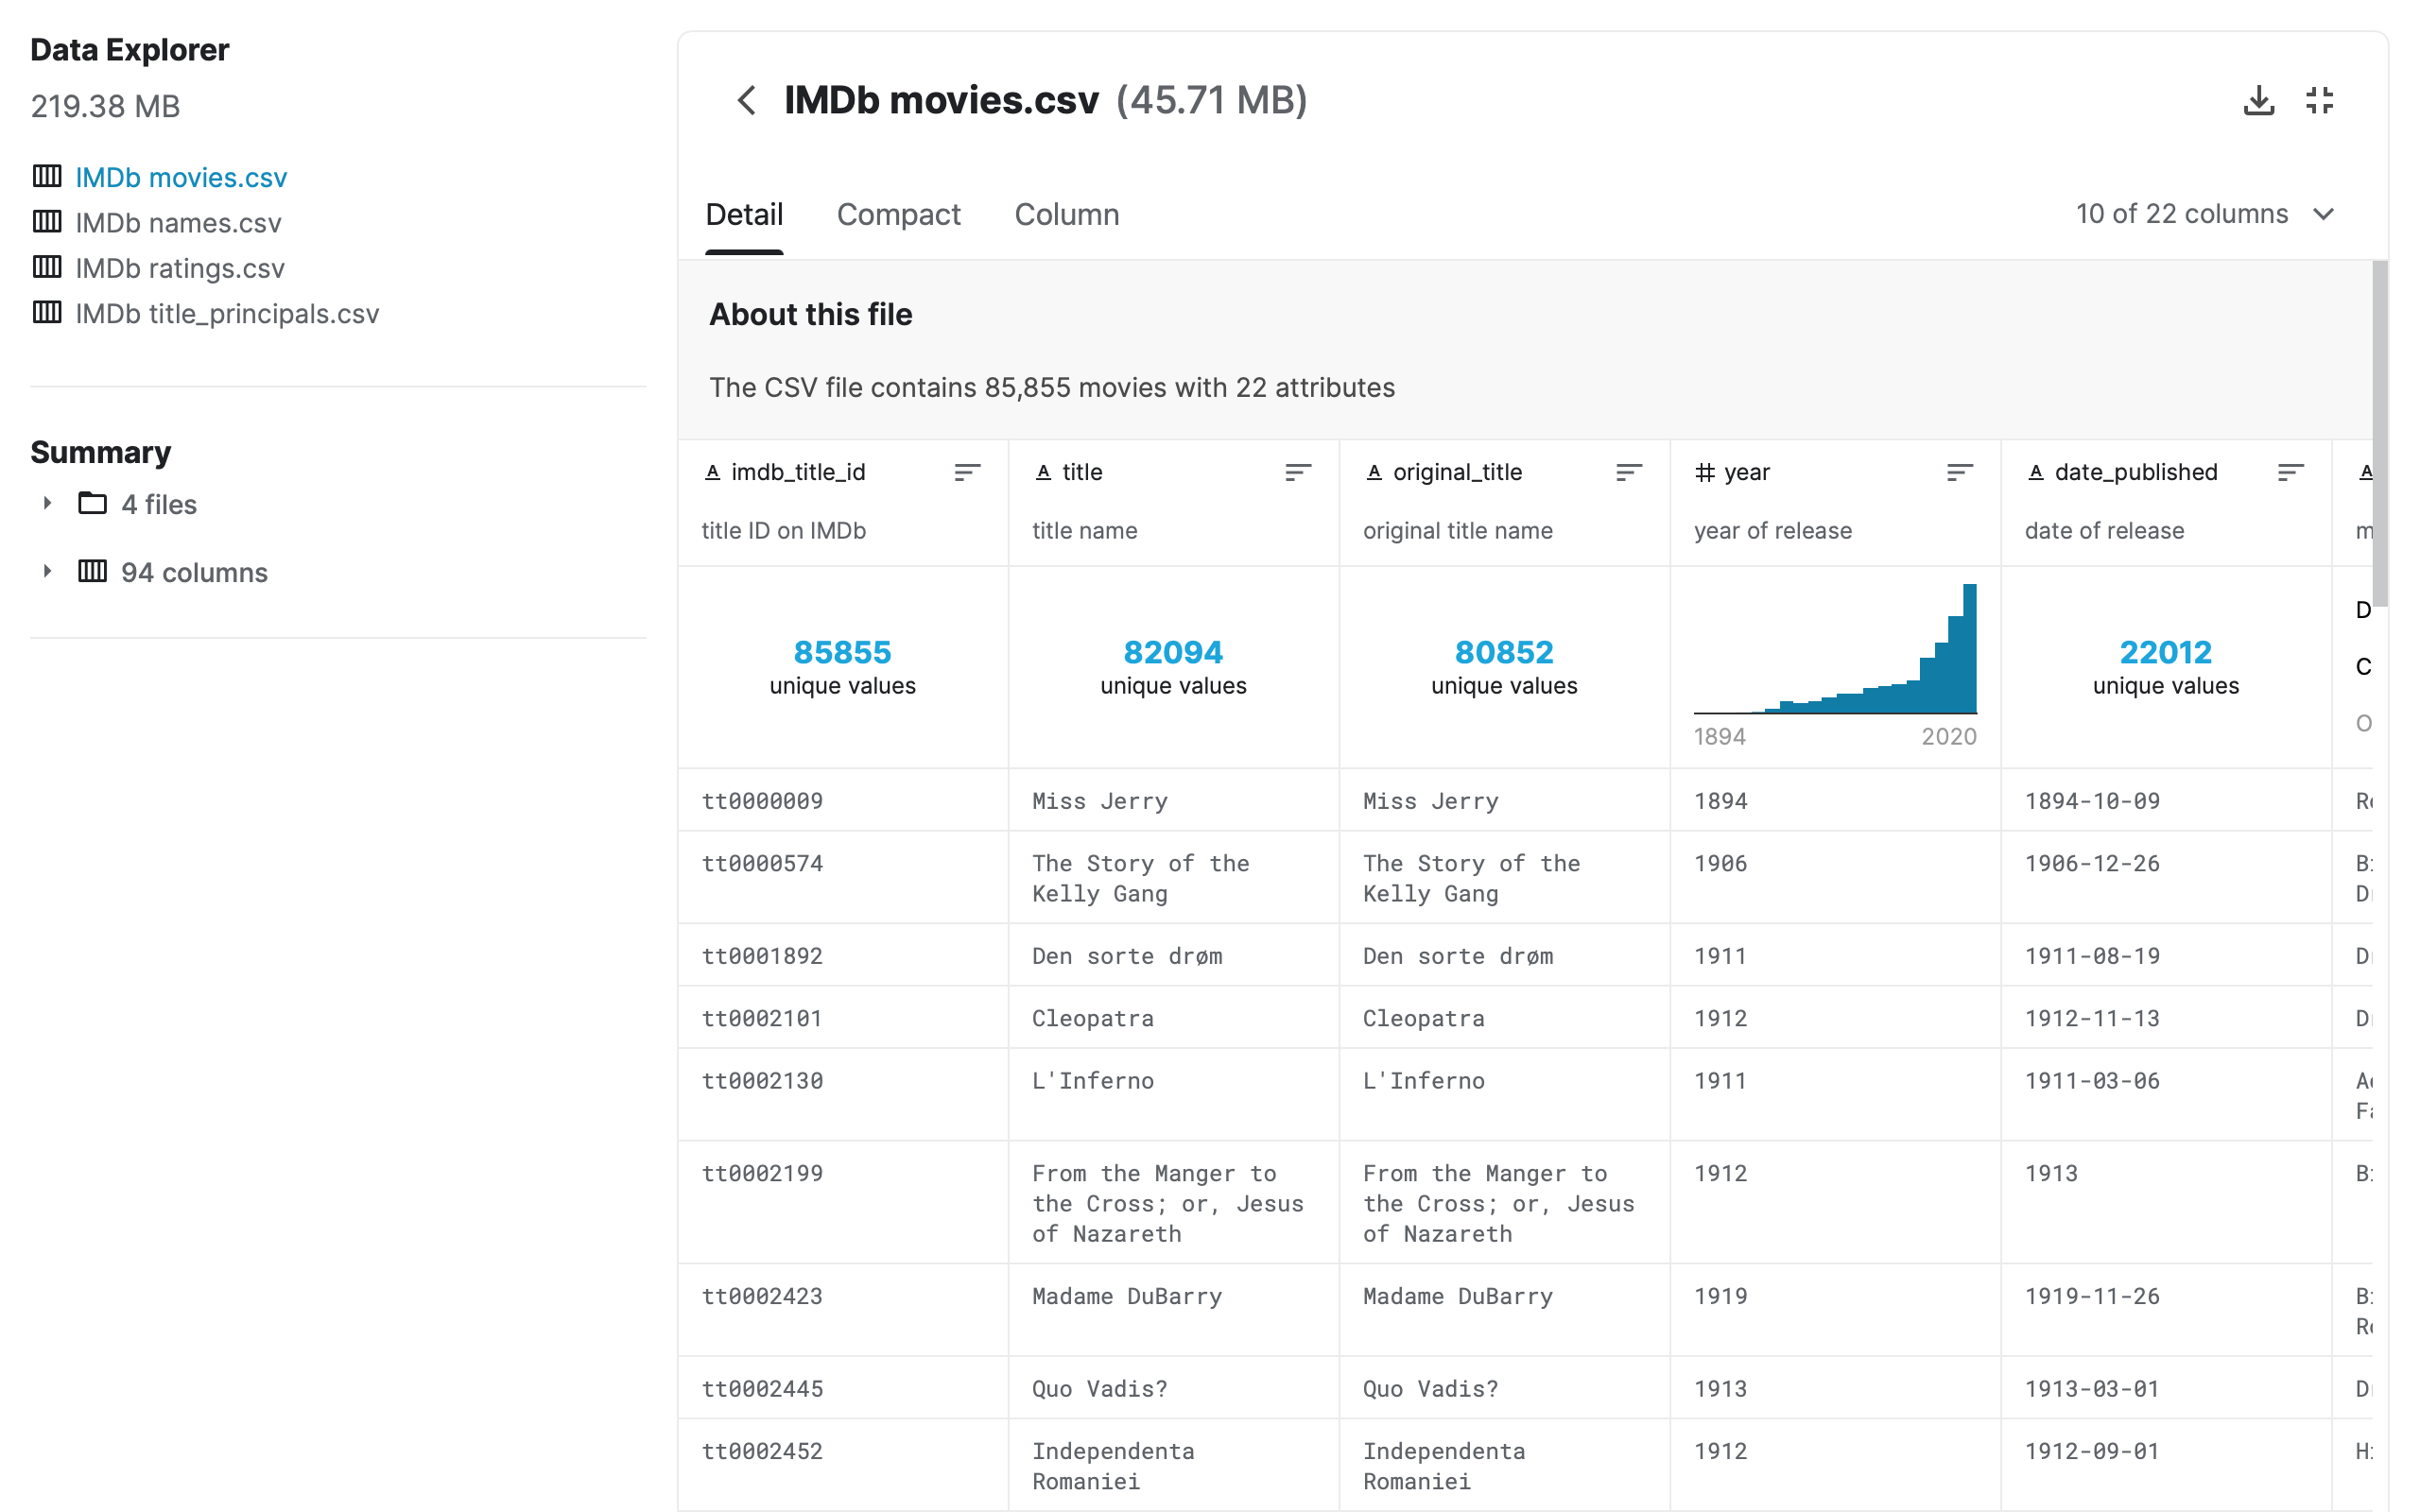 Data Explorer
219.38 MB
IMDb movies.csv
IMDb names.csv
IMDb ratings.csv
IMDb title_principals.csv
Summary
4 files
94 columns
IMDb movies.csv (45.71 MB)
Detail Compact Column 10 of 22 columns
About this file
The CSV file contains 85,855 movies with 22 attributes
A imdb_title_id A title A original_title # year A date_published A
title ID on IMDb title name original title name year of release date of release
85855 82094 80852 22012
unique values unique values unique values unique values
1894 2020
tt0000009 Miss Jerry Miss Jerry 1894 1894-10-09
tt0000574 The Story of the The Story of the 1906 1906-12-26
Kelly Gang Kelly Gang
tt0001892 Den sorte drøm Den sorte drøm 1911 1911-08-19
tt0002101 Cleopatra Cleopatra 1912 1912-11-13
tt0002130 L'Inferno L'Inferno 1911 1911-03-06
tt0002199 From the Manger to From the Manger to 1912 1913
the Cross; or, Jesus the Cross; or, Jesus
of Nazareth of Nazareth
tt0002423 Madame DuBarry Madame DuBarry 1919 1919-11-26
tt0002445 Quo Vadis? Quo Vadis? 1913 1913-03-01
tt0002452 Independenta Independenta 1912 1912-09-01
Romaniei Romaniei